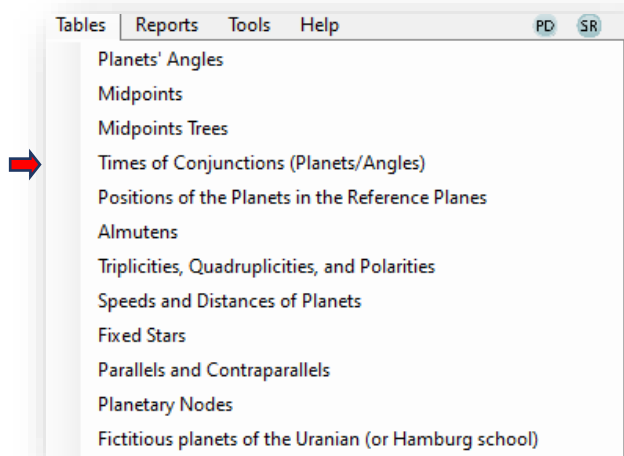 Tables Reports Tools Help PD SR
Planets' Angles
Midpoints
Midpoints Trees
Times of Conjunctions (Planets/Angles)
Positions of the Planets in the Reference Planes
Almutens
Triplicities, Quadruplicities, and Polarities
Speeds and Distances of Planets
Fixed Stars
Parallels and Contraparallels
Planetary Nodes
Fictitious planets of the Uranian (or Hamburg school)